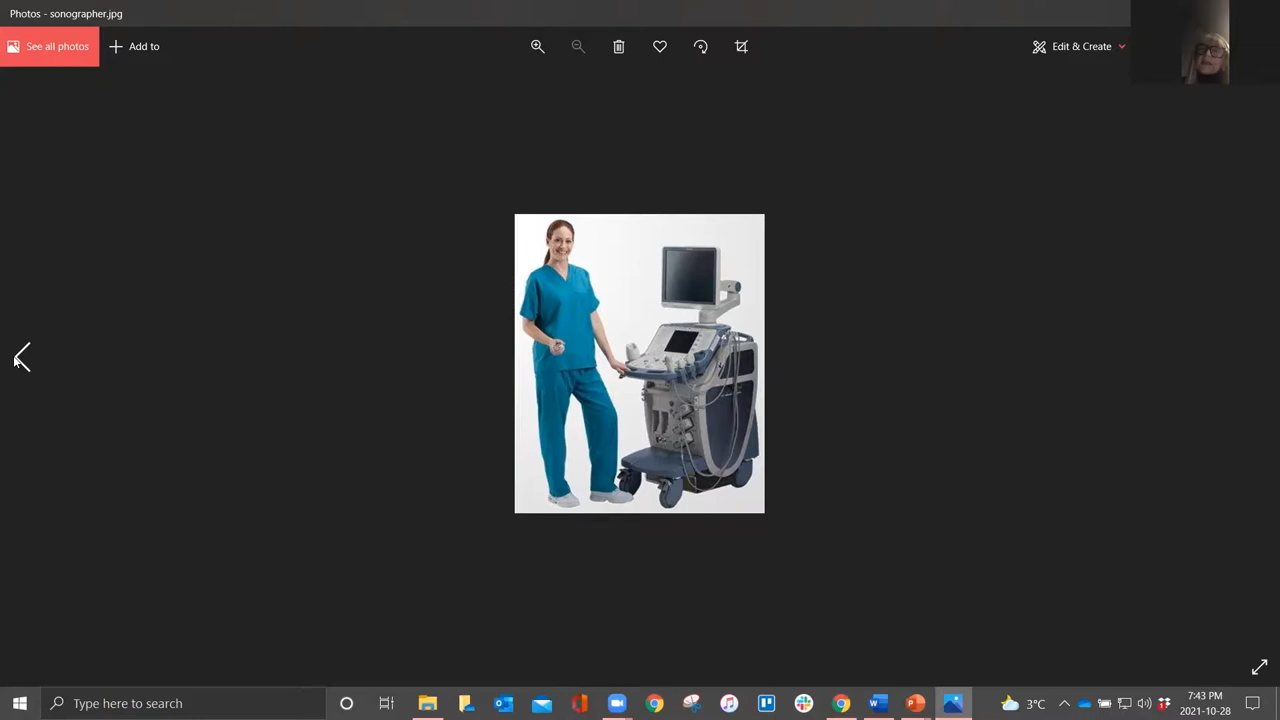 Photos - sonographer.jpg
See all photos
Add to
Edit & Create
Type here to search
3°C
7:43 PM
2021-10-28